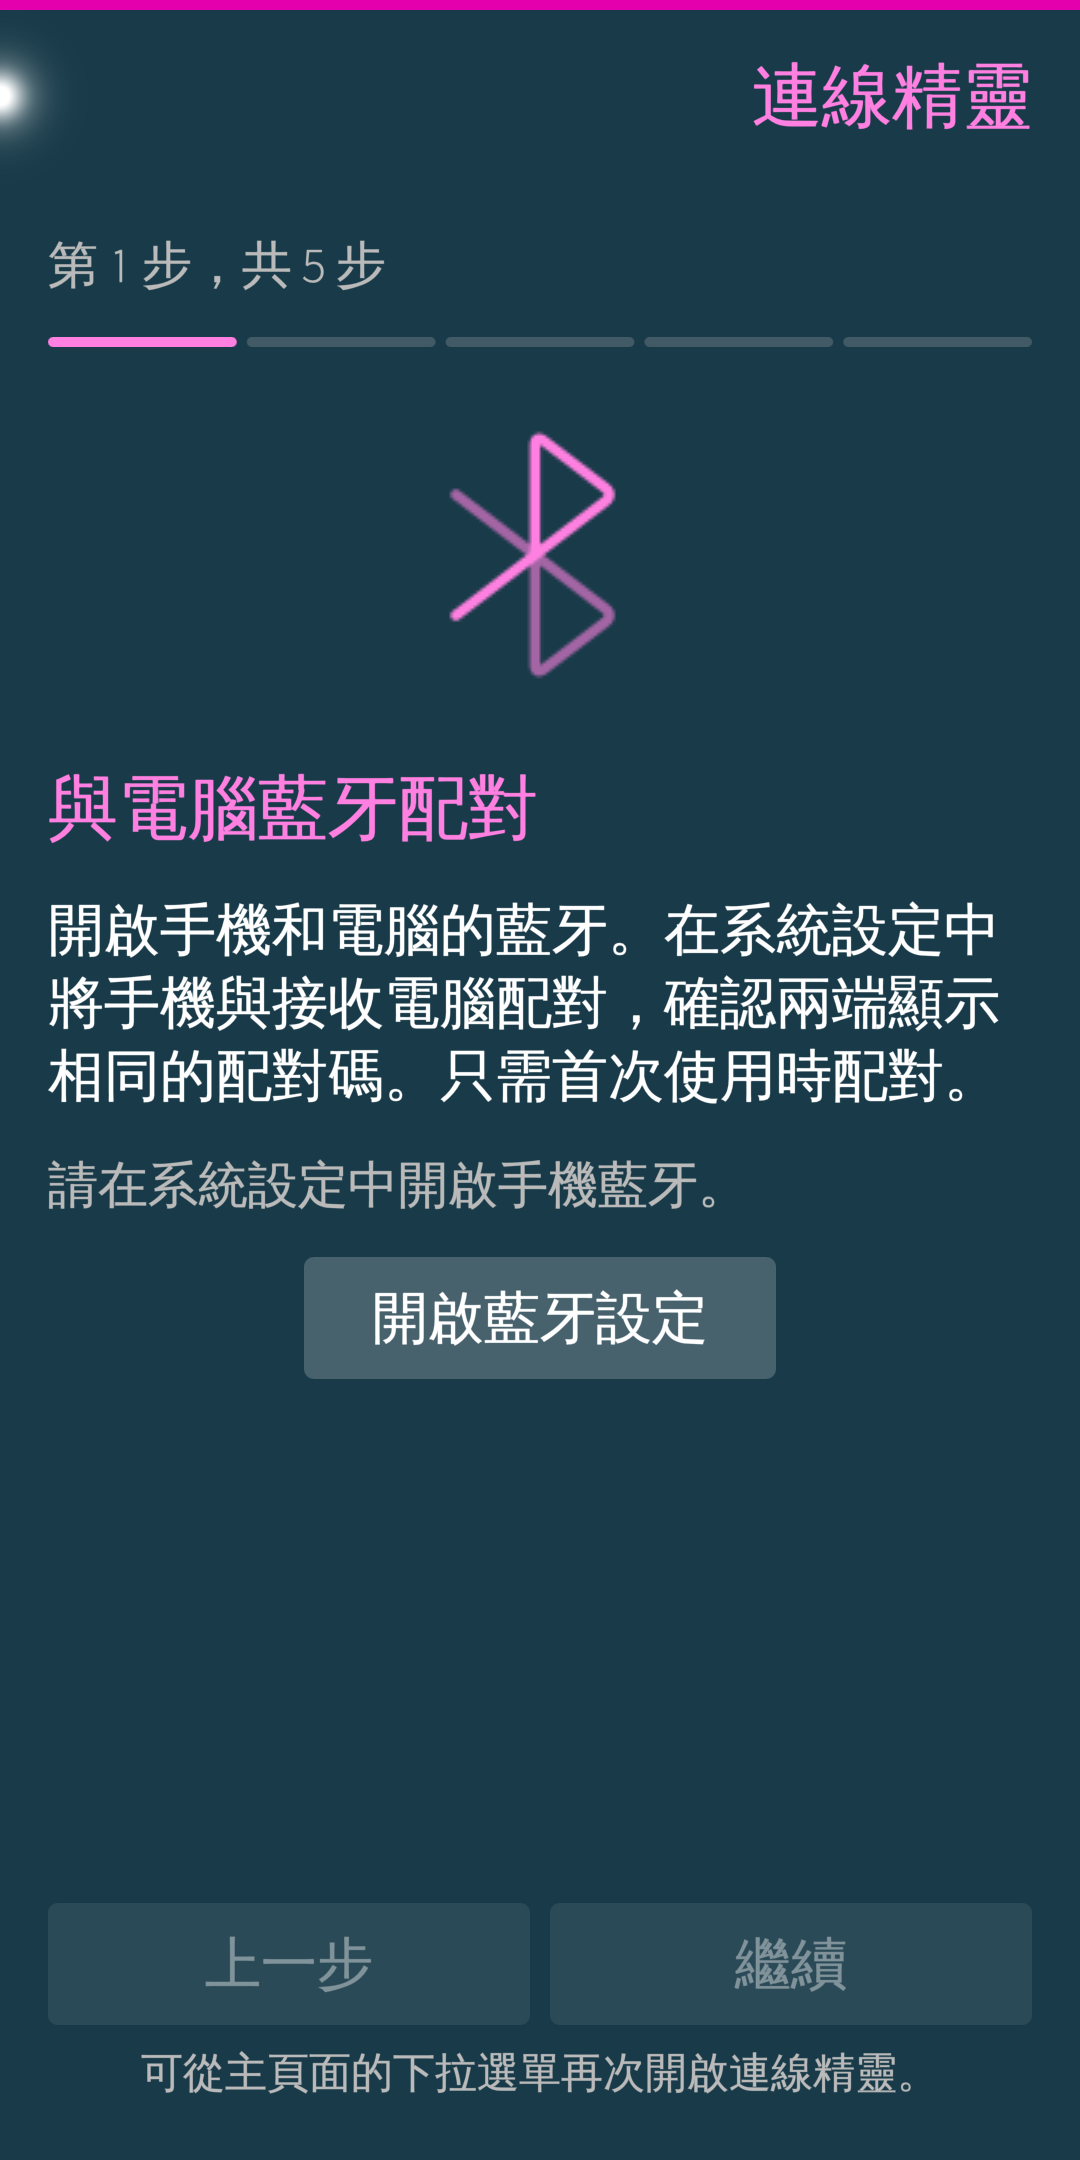 連線精靈
第 1 步，共 5 步
與電腦藍牙配對
開啟手機和電腦的藍牙。在系統設定中
將手機與接收電腦配對，確認兩端顯示
相同的配對碼。只需首次使用時配對。
請在系統設定中開啟手機藍牙。
開啟藍牙設定
上一步
繼續
可從主頁面的下拉選單再次開啟連線精靈。